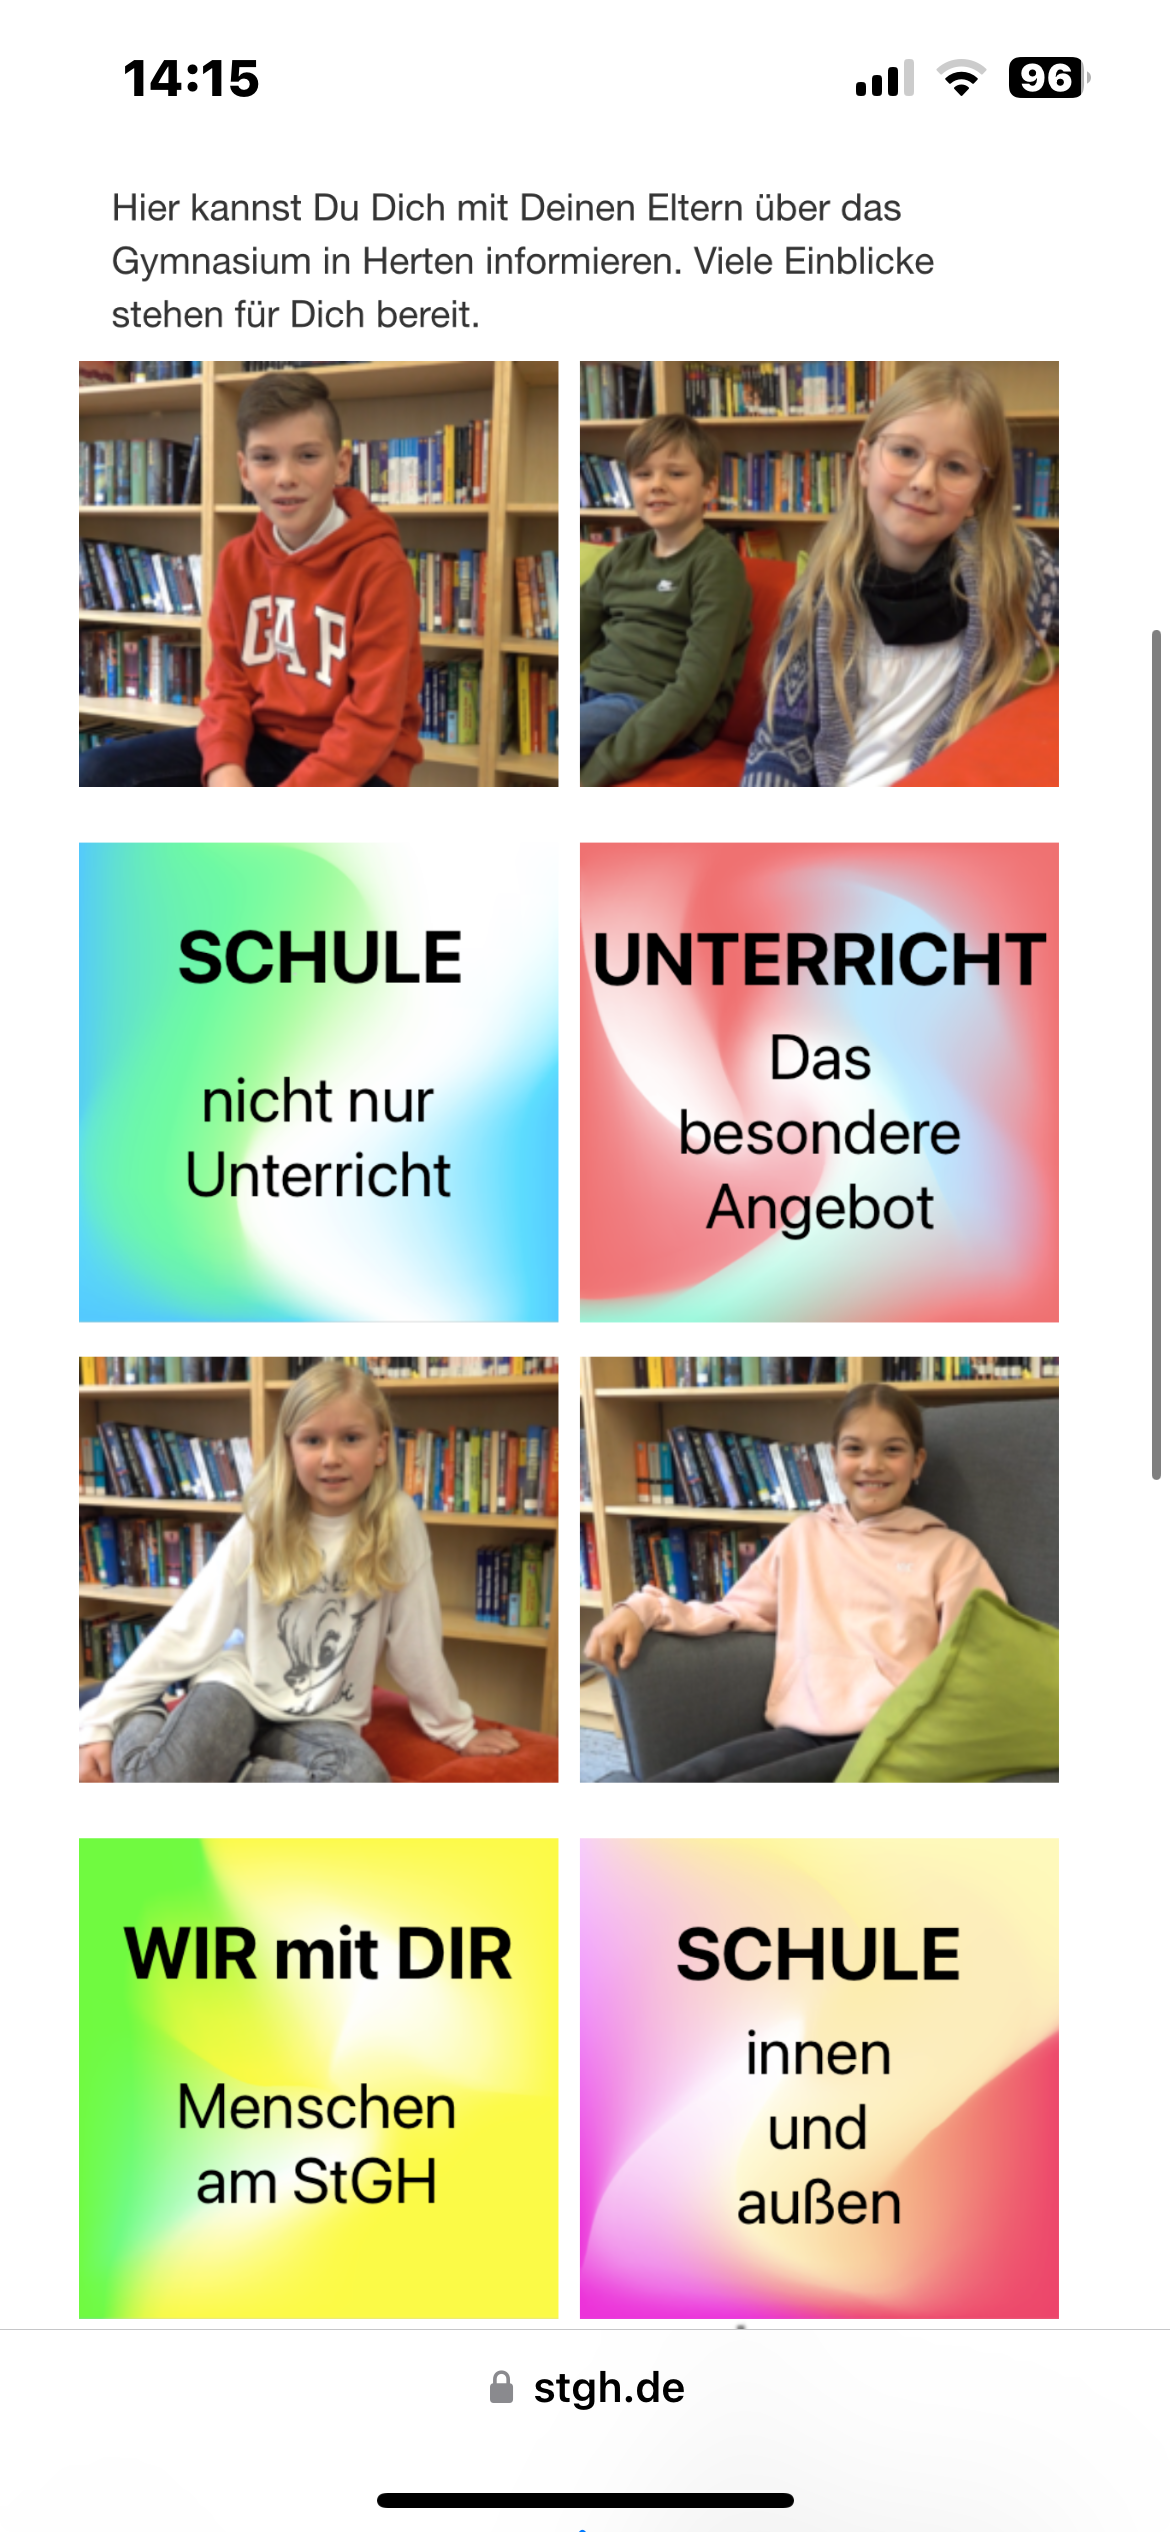 14:15
96
Hier kannst Du Dich mit Deinen Eltern über das
Gymnasium in Herten informieren. Viele Einblicke
stehen für Dich bereit.
GAP
SCHULE
nicht nur
Unterricht
UNTERRICHT
Das
besondere
Angebot
WIR mit DIR
Menschen
am StGH
SCHULE
innen
und
außen
stgh.de